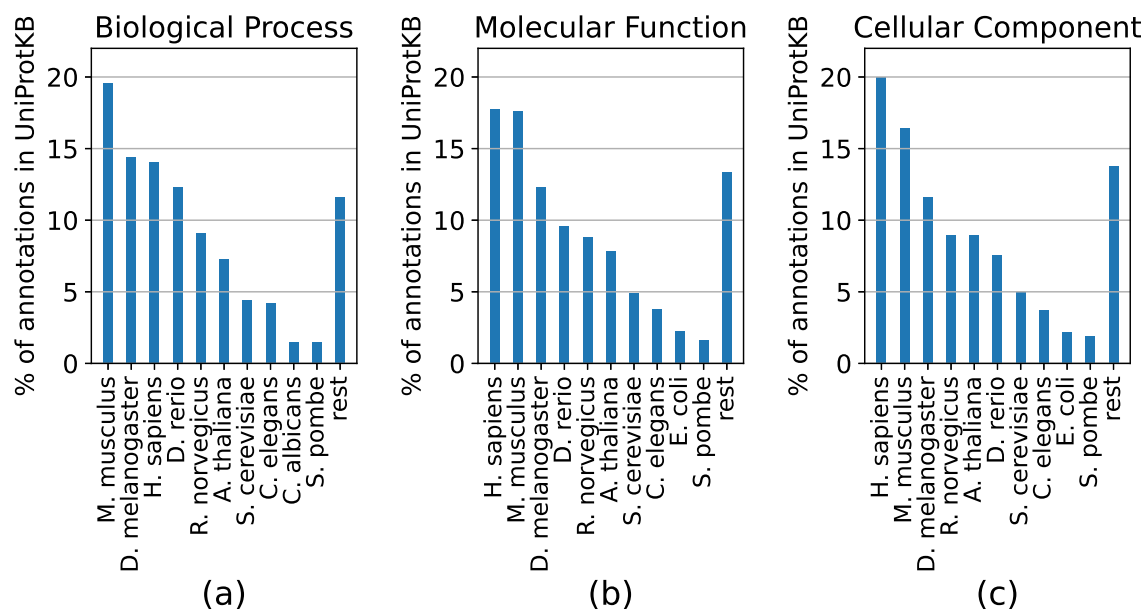 Biological Process
% of annotations in UniProtKB
20
15
10
5
0
M. musculus
D. melanogaster
H. sapiens
D. rerio
R. norvegicus
A. thaliana
S. cerevisiae
C. elegans
C. albicans
S. pombe
rest
(a)
Molecular Function
% of annotations in UniProtKB
20
15
10
5
0
H. sapiens
M. musculus
D. melanogaster
D. rerio
R. norvegicus
A. thaliana
S. cerevisiae
C. elegans
E. coli
S. pombe
rest
(b)
Cellular Component
% of annotations in UniProtKB
20
15
10
5
0
H. sapiens
M. musculus
D. melanogaster
R. norvegicus
A. thaliana
D. rerio
S. cerevisiae
C. elegans
E. coli
S. pombe
rest
(c)